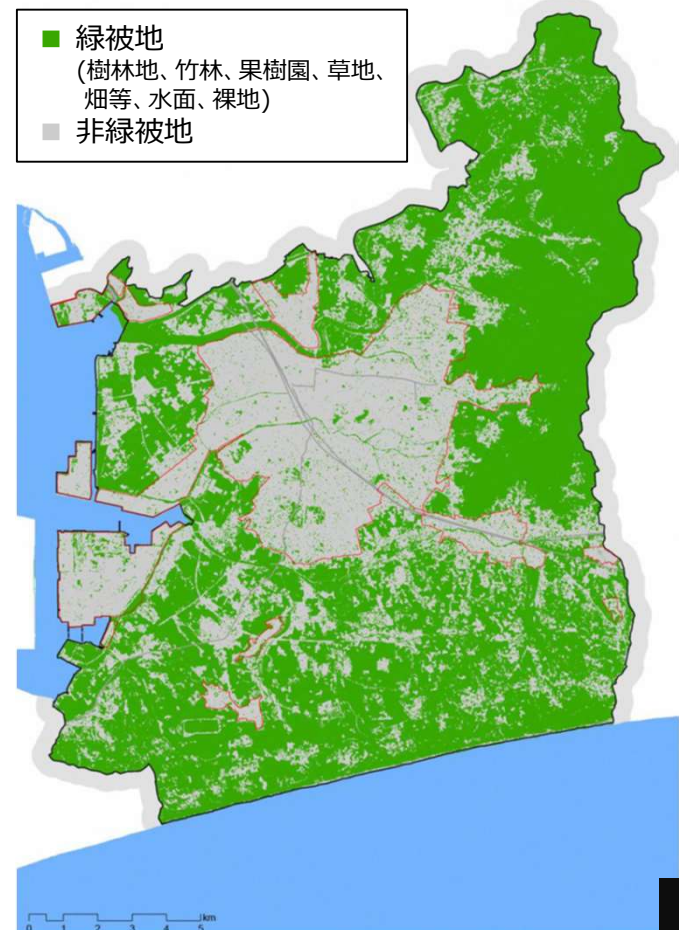 緑被地
(樹林地、竹林、果樹園、草地、
畑等、水面、裸地)
非緑被地
km
0 1 2 3 4 5